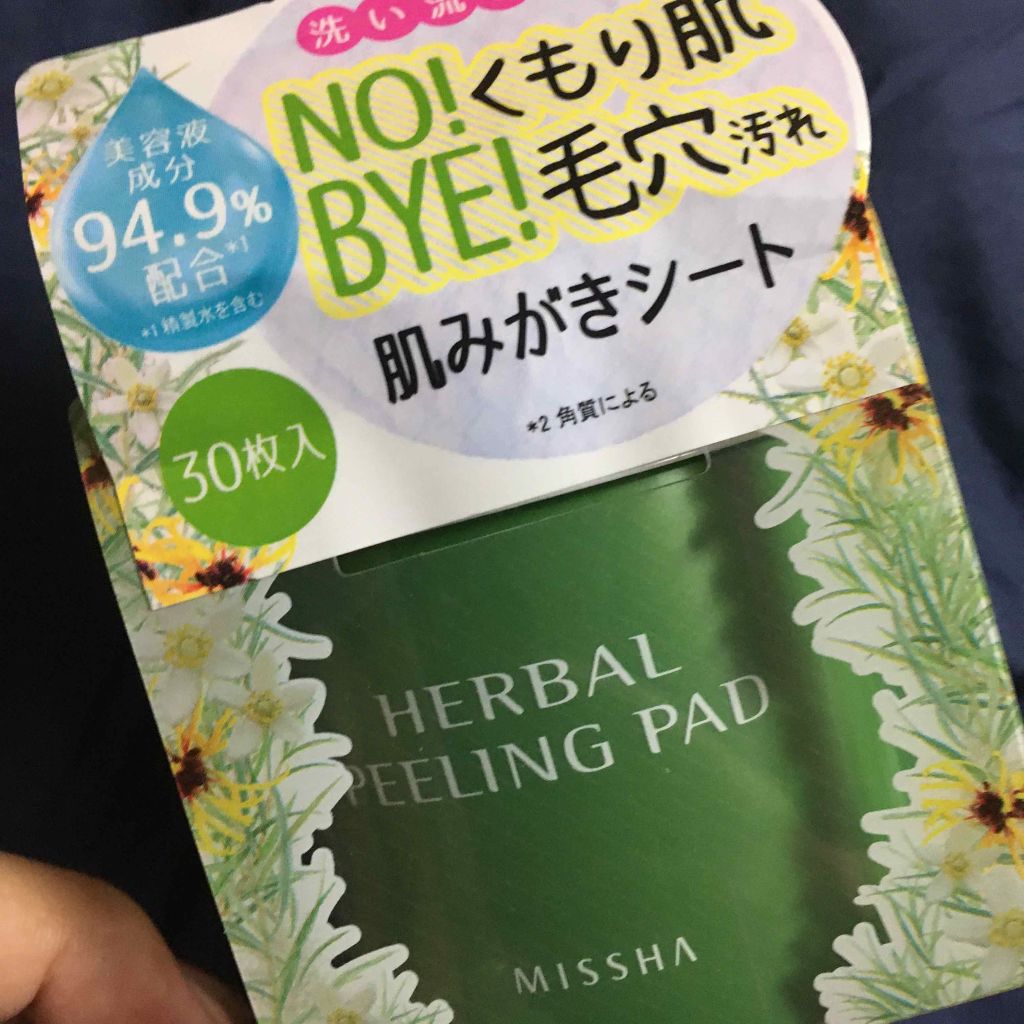 洗い流
NO!くもり肌
BYE!毛穴汚れ
肌みがきシート
*2 角質による
美容液
成分
94.9%
配合*1
*1 精製水を含む
30枚入
HERBAL
PEELING PAD
MISSHA